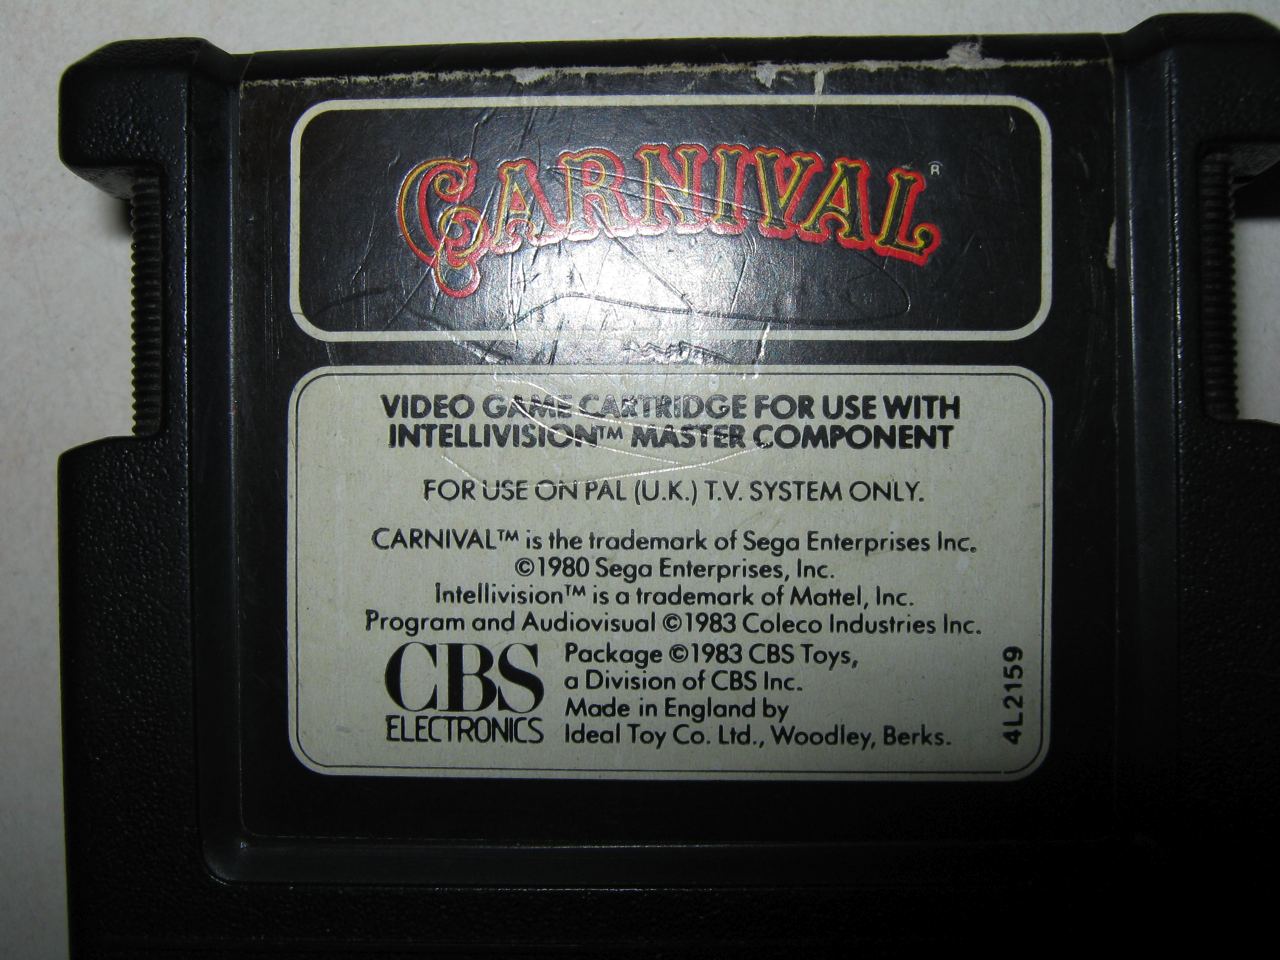 CARNIVAL®
VIDEO GAME CARTRIDGE FOR USE WITH
INTELLIVISION™ MASTER COMPONENT
FOR USE ON PAL (U.K.) T.V. SYSTEM ONLY.
CARNIVAL™ is the trademark of Sega Enterprises Inc.
©1980 Sega Enterprises, Inc.
Intellivision™ is a trademark of Mattel, Inc.
Program and Audiovisual ©1983 Coleco Industries Inc.
CBS
ELECTRONICS
Package ©1983 CBS Toys,
a Division of CBS Inc.
Made in England by
Ideal Toy Co. Ltd., Woodley, Berks.
4L2159